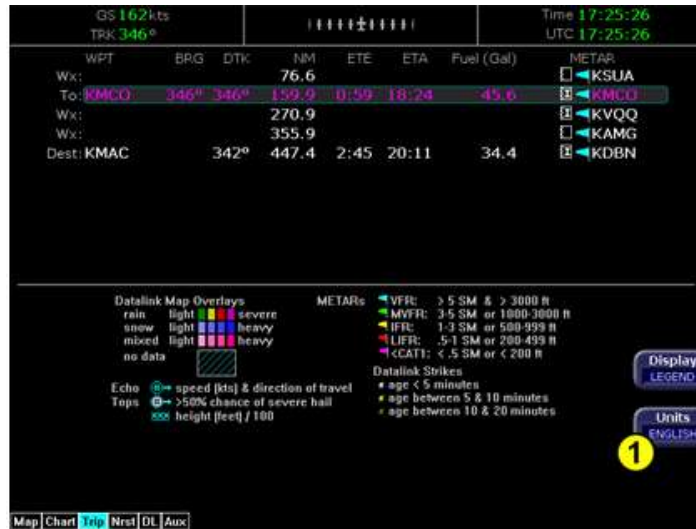 GS 162kts Time 17:25:26
TRK 346° UTC 17:25:26
WPT BRG DTK NM ETE ETA Fuel (Gal) METAR
Wx: 76.6 KSUA
To: KMCO 346° 346° 159.9 0:59 18:24 45.6 KMCO
Wx: 270.9 KVQQ
Wx: 355.9 KAMG
Dest: KMAC 342° 447.4 2:45 20:11 34.4 KDBN
Datalink Map Overlays METARs VFR: > 5 SM & > 3000 ft
rain light severe MVFR: 3-5 SM or 1000-3000 ft
snow light heavy IFR: 1-3 SM or 500-999 ft
mixed light heavy LIFR: .5-1 SM or 200-499 ft
no data <CAT1: < .5 SM or < 200 ft
Datalink Strikes
Echo speed (kts) & direction of travel age < 5 minutes
Tops >50% chance of severe hail age between 5 & 10 minutes
height (feet) / 100 age between 10 & 20 minutes
Display
LEGEND
Units
ENGLISH
1
Map Chart Trip Nrst DL Aux